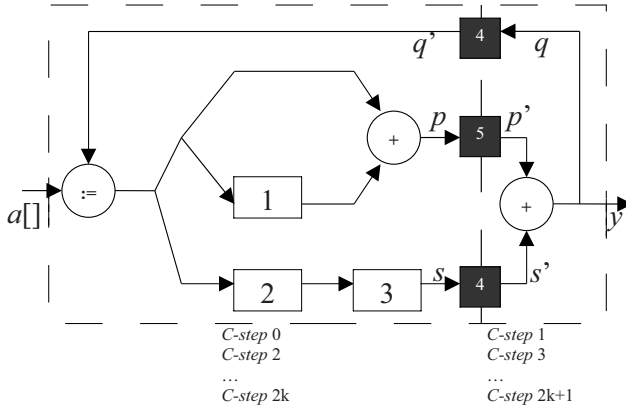 4
q’ q
+ p 5 p’
:= 1 +
a[] y
2 3 s 4 s’
C-step 0 C-step 1
C-step 2 C-step 3
… …
C-step 2k C-step 2k+1